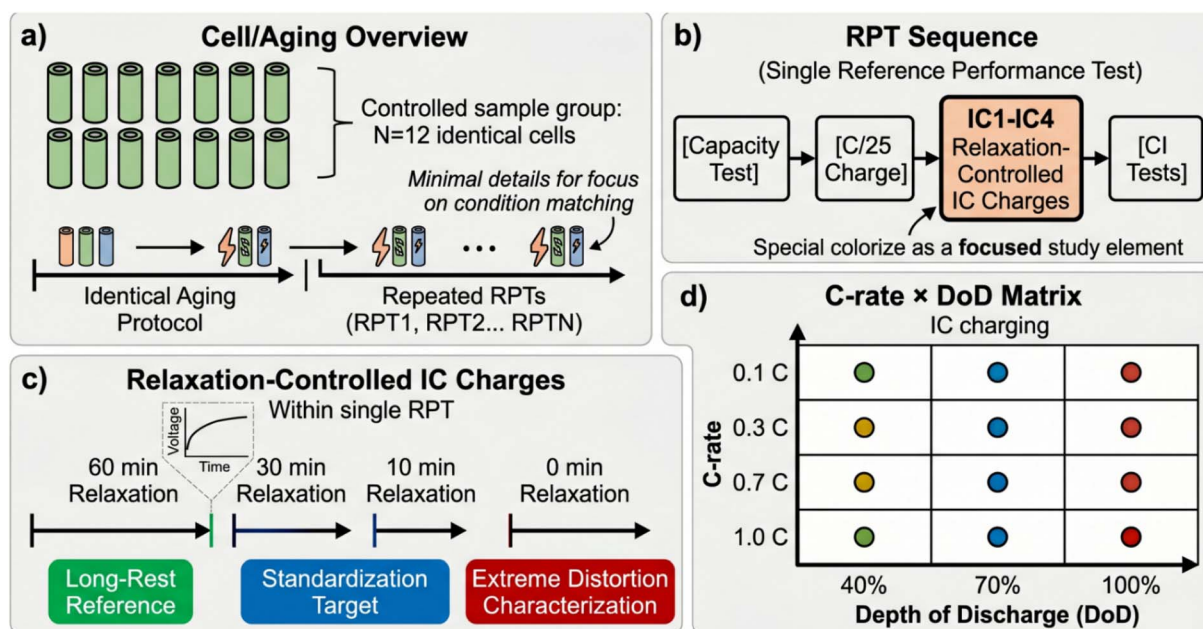 a) Cell/Aging Overview
Controlled sample group:
N=12 identical cells
Minimal details for focus
on condition matching
Identical Aging
Protocol
Repeated RPTs
(RPT1, RPT2... RPTN)
b) RPT Sequence
(Single Reference Performance Test)
[Capacity
Test]
[C/25
Charge]
IC1-IC4
Relaxation-
Controlled
IC Charges
[CI
Tests]
Special colorize as a focused study element
c) Relaxation-Controlled IC Charges
Within single RPT
Voltage
Time
60 min
Relaxation
30 min
Relaxation
10 min
Relaxation
0 min
Relaxation
Long-Rest
Reference
Standardization
Target
Extreme Distortion
Characterization
d) C-rate × DoD Matrix
IC charging
C-rate
0.1 C
0.3 C
0.7 C
1.0 C
40% 70% 100%
Depth of Discharge (DoD)